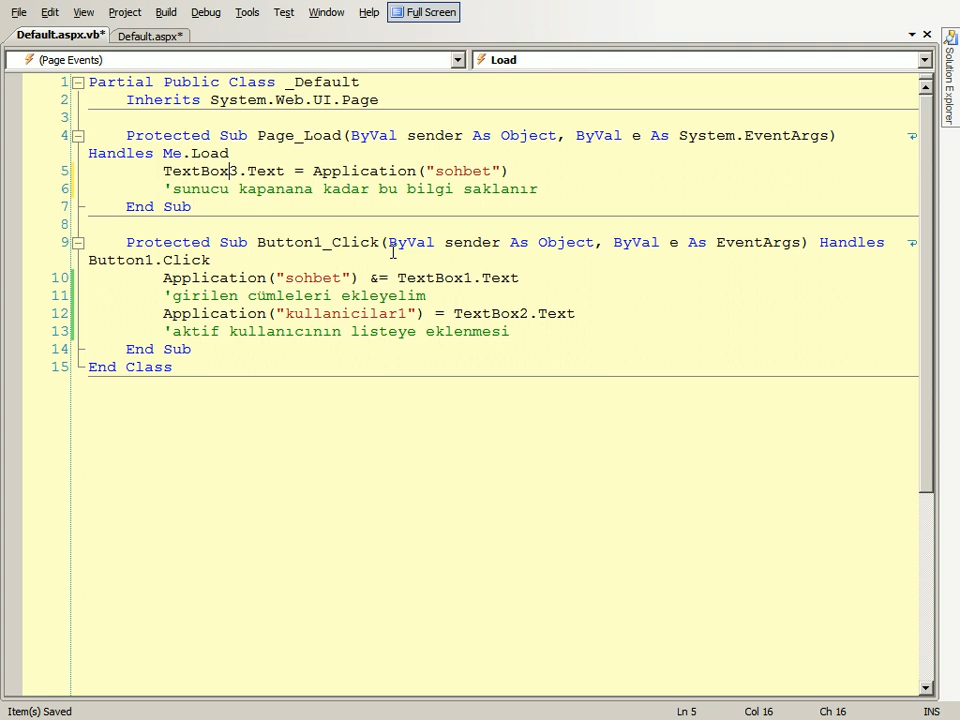 File Edit View Project Build Debug Tools Test Window Help Full Screen
Default.aspx.vb* Default.aspx*
(Page Events) Load
Solution Explorer
1 Partial Public Class _Default
2 Inherits System.Web.UI.Page
3
4 Protected Sub Page_Load(ByVal sender As Object, ByVal e As System.EventArgs)
Handles Me.Load
5 TextBox3.Text = Application("sohbet")
6 'sunucu kapanana kadar bu bilgi saklanır
7 End Sub
8
9 Protected Sub Button1_Click(ByVal sender As Object, ByVal e As EventArgs) Handles
Button1.Click
10 Application("sohbet") &= TextBox1.Text
11 'girilen cümleleri ekleyelim
12 Application("kullanicilar1") = TextBox2.Text
13 'aktif kullanıcının listeye eklenmesi
14 End Sub
15 End Class
Item(s) Saved Ln 5 Col 16 Ch 16 INS